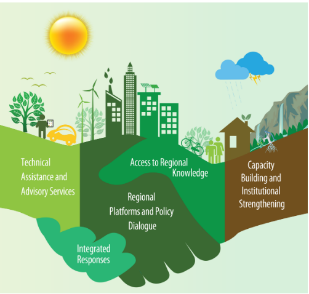 Technical
Assistance and
Advisory Services
Access to Regional
Knowledge
Regional
Platforms and Policy
Dialogue
Capacity
Building and
Institutional
Strengthening
Integrated
Responses